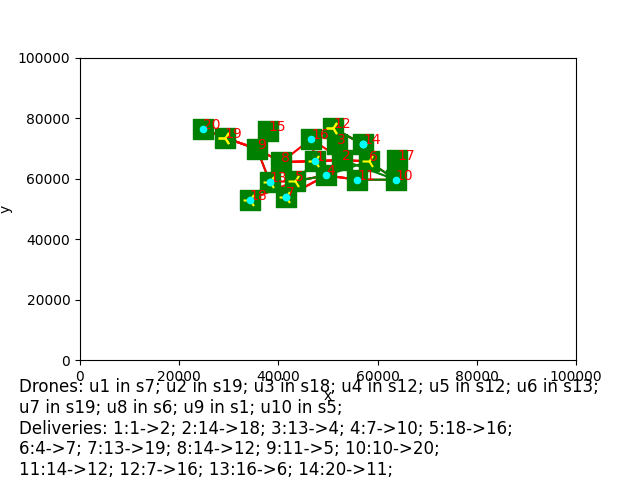 100000
80000
60000
40000
20000
0
y
0 20000 40000 60000 80000 100000
x
15
17
Drones: u1 in s7; u2 in s19; u3 in s18; u4 in s12; u5 in s12; u6 in s13;
u7 in s19; u8 in s6; u9 in s1; u10 in s5;
Deliveries: 1:1->2; 2:14->18; 3:13->4; 4:7->10; 5:18->16;
6:4->7; 7:13->19; 8:14->12; 9:11->5; 10:10->20;
11:14->12; 12:7->16; 13:16->6; 14:20->11;